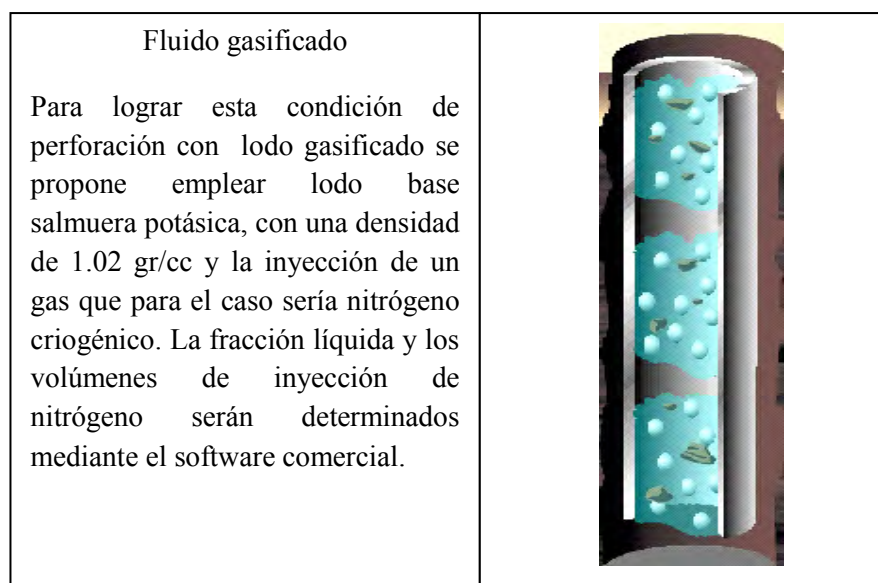 Fluido gasificado
Para lograr esta condición de
perforación con lodo gasificado se
propone emplear lodo base
salmuera potásica, con una densidad
de 1.02 gr/cc y la inyección de un
gas que para el caso sería nitrógeno
criogénico. La fracción líquida y los
volúmenes de inyección de
nitrógeno serán determinados
mediante el software comercial.